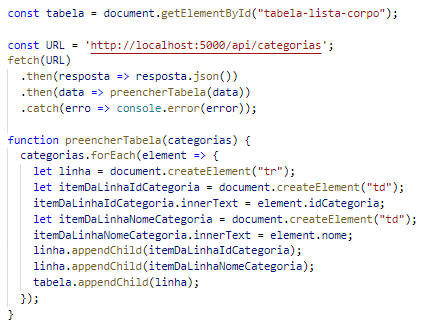 const tabela = document.getElementById("tabela-lista-corpo");
const URL = 'http://localhost:5000/api/categorias';
fetch(URL)
.then(resposta => resposta.json())
.then(data => preencherTabela(data))
.catch(erro => console.error(error));
function preencherTabela(categorias) {
categorias.forEach(element => {
let linha = document.createElement("tr");
let itemDaLinhaIdCategoria = document.createElement("td");
itemDaLinhaIdCategoria.innerText = element.idCategoria;
let itemDaLinhaNomeCategoria = document.createElement("td");
itemDaLinhaNomeCategoria.innerText = element.nome;
linha.appendChild(itemDaLinhaIdCategoria);
linha.appendChild(itemDaLinhaNomeCategoria);
tabela.appendChild(linha);
});
}